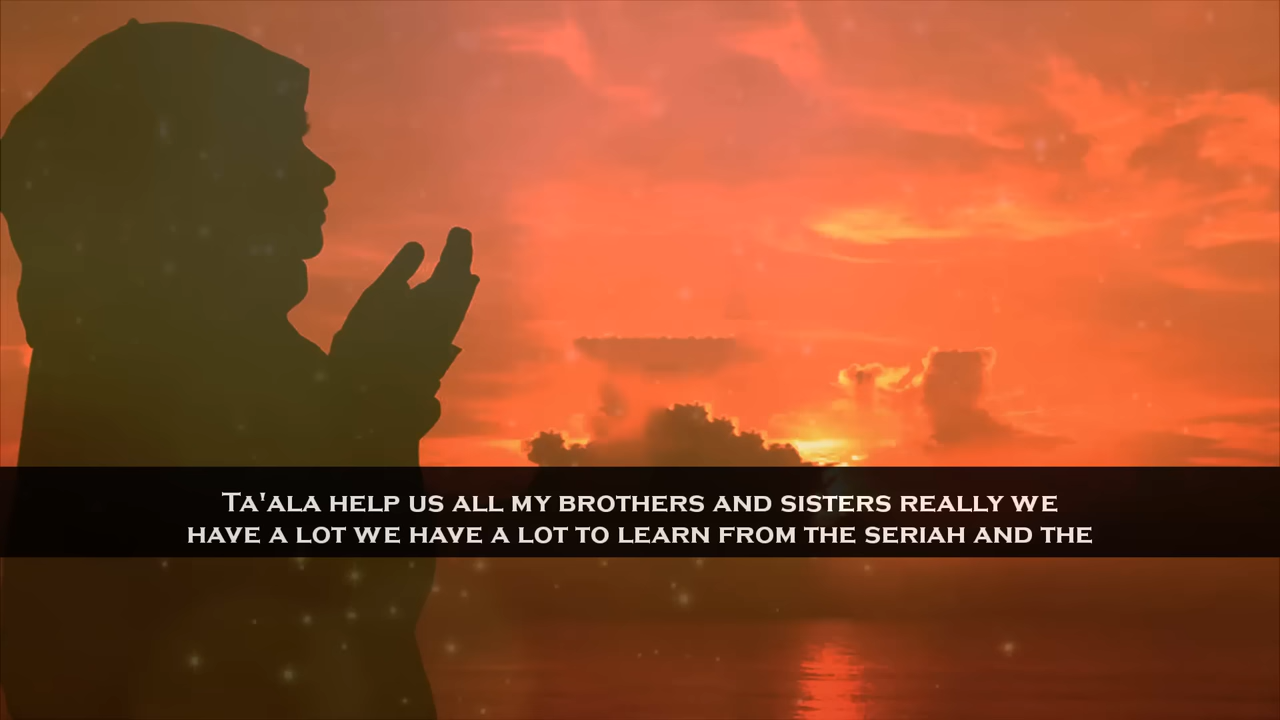 Ta'ala help us all my brothers and sisters really we
have a lot we have a lot to learn from the seriah and the